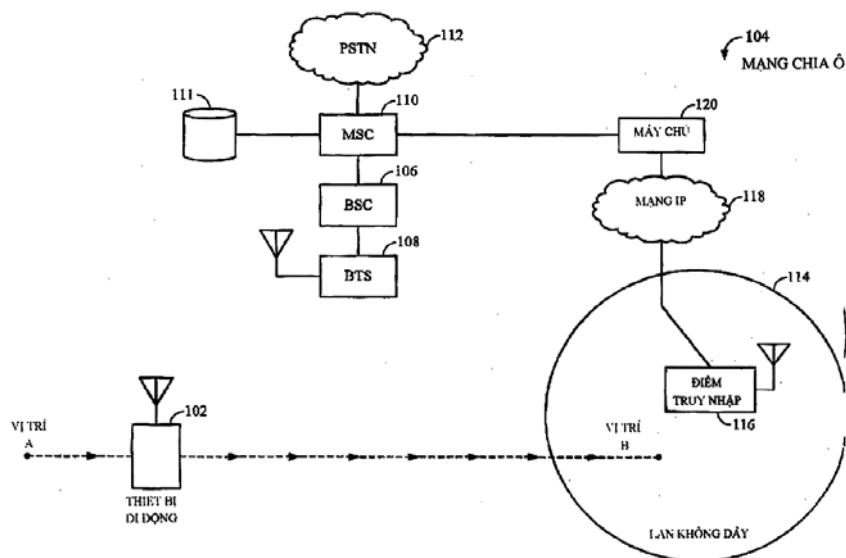 104
MẠNG CHIA Ô
PSTN
112
111
110
MSC
120
MÁY CHỦ
106
BSC
MẠNG IP
118
108
BTS
114
ĐIỂM
TRUY NHẬP
116
102
VỊ TRÍ
A
VỊ TRÍ
B
THIẾT BỊ
DI ĐỘNG
LAN KHÔNG DÂY